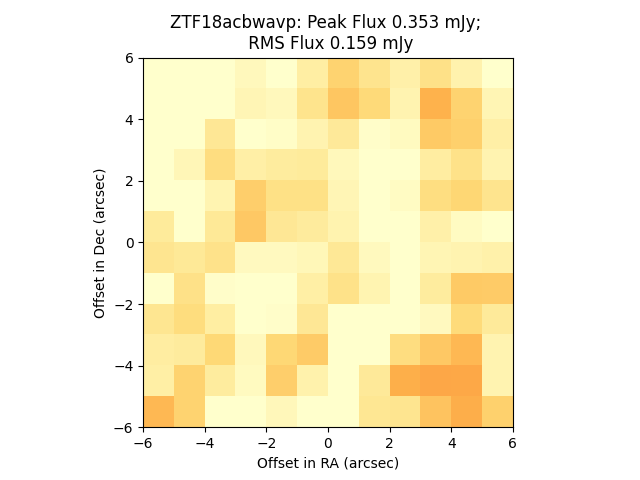 ZTF18acbwavp: Peak Flux 0.353 mJy;
RMS Flux 0.159 mJy
6
4
2
0
−2
−4
−6
Offset in Dec (arcsec)
−6 −4 −2 0 2 4 6
Offset in RA (arcsec)